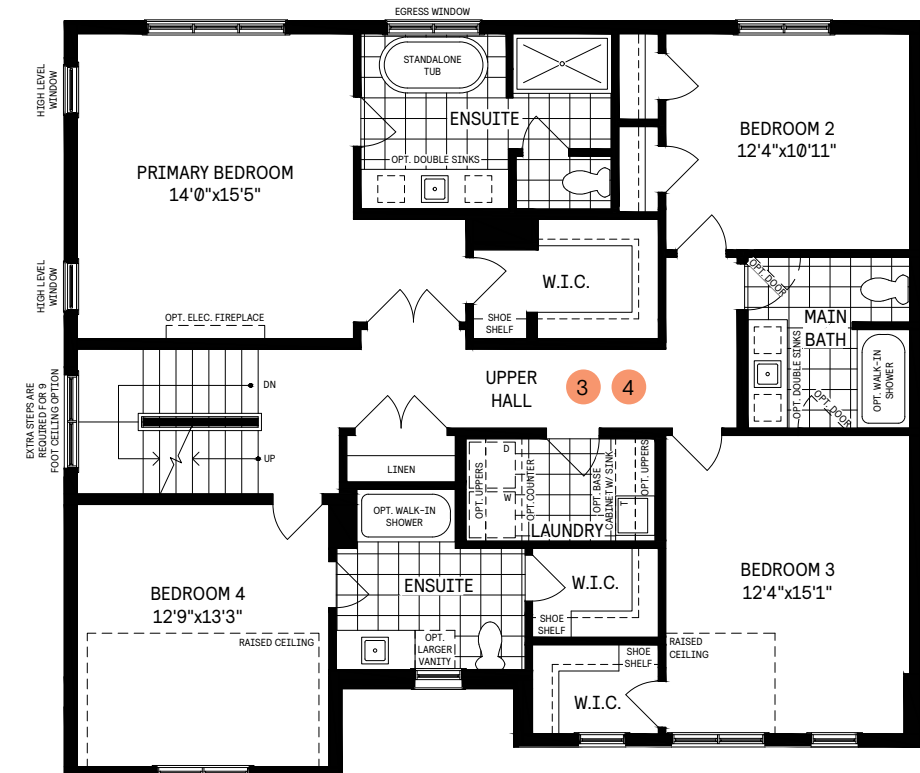 EGRESS WINDOW
HIGH LEVEL
WINDOW
STANDALONE
TUB
ENSUITE
OPT. DOUBLE SINKS
BEDROOM 2
12'4"x10'11"
PRIMARY BEDROOM
14'0"x15'5"
HIGH LEVEL
WINDOW
OPT. ELEC. FIREPLACE
W.I.C.
SHOE
SHELF
OPT. DOOR
MAIN
BATH
OPT. DOUBLE SINKS
OPT. WALK-IN
SHOWER
OPT. DOOR
EXTRA STEPS ARE
REQUIRED FOR 9
FOOT CEILING OPTION
DN
UP
UPPER
HALL
3
4
LINEN
D
W
OPT. UPPERS
OPT. COUNTER
OPT. BASE
CABINET W/ SINK
OPT. UPPERS
T
LAUNDRY
OPT. WALK-IN
SHOWER
ENSUITE
OPT.
LARGER
VANITY
W.I.C.
SHOE
SHELF
BEDROOM 4
12'9"x13'3"
RAISED CEILING
BEDROOM 3
12'4"x15'1"
RAISED
CEILING
SHOE
SHELF
W.I.C.